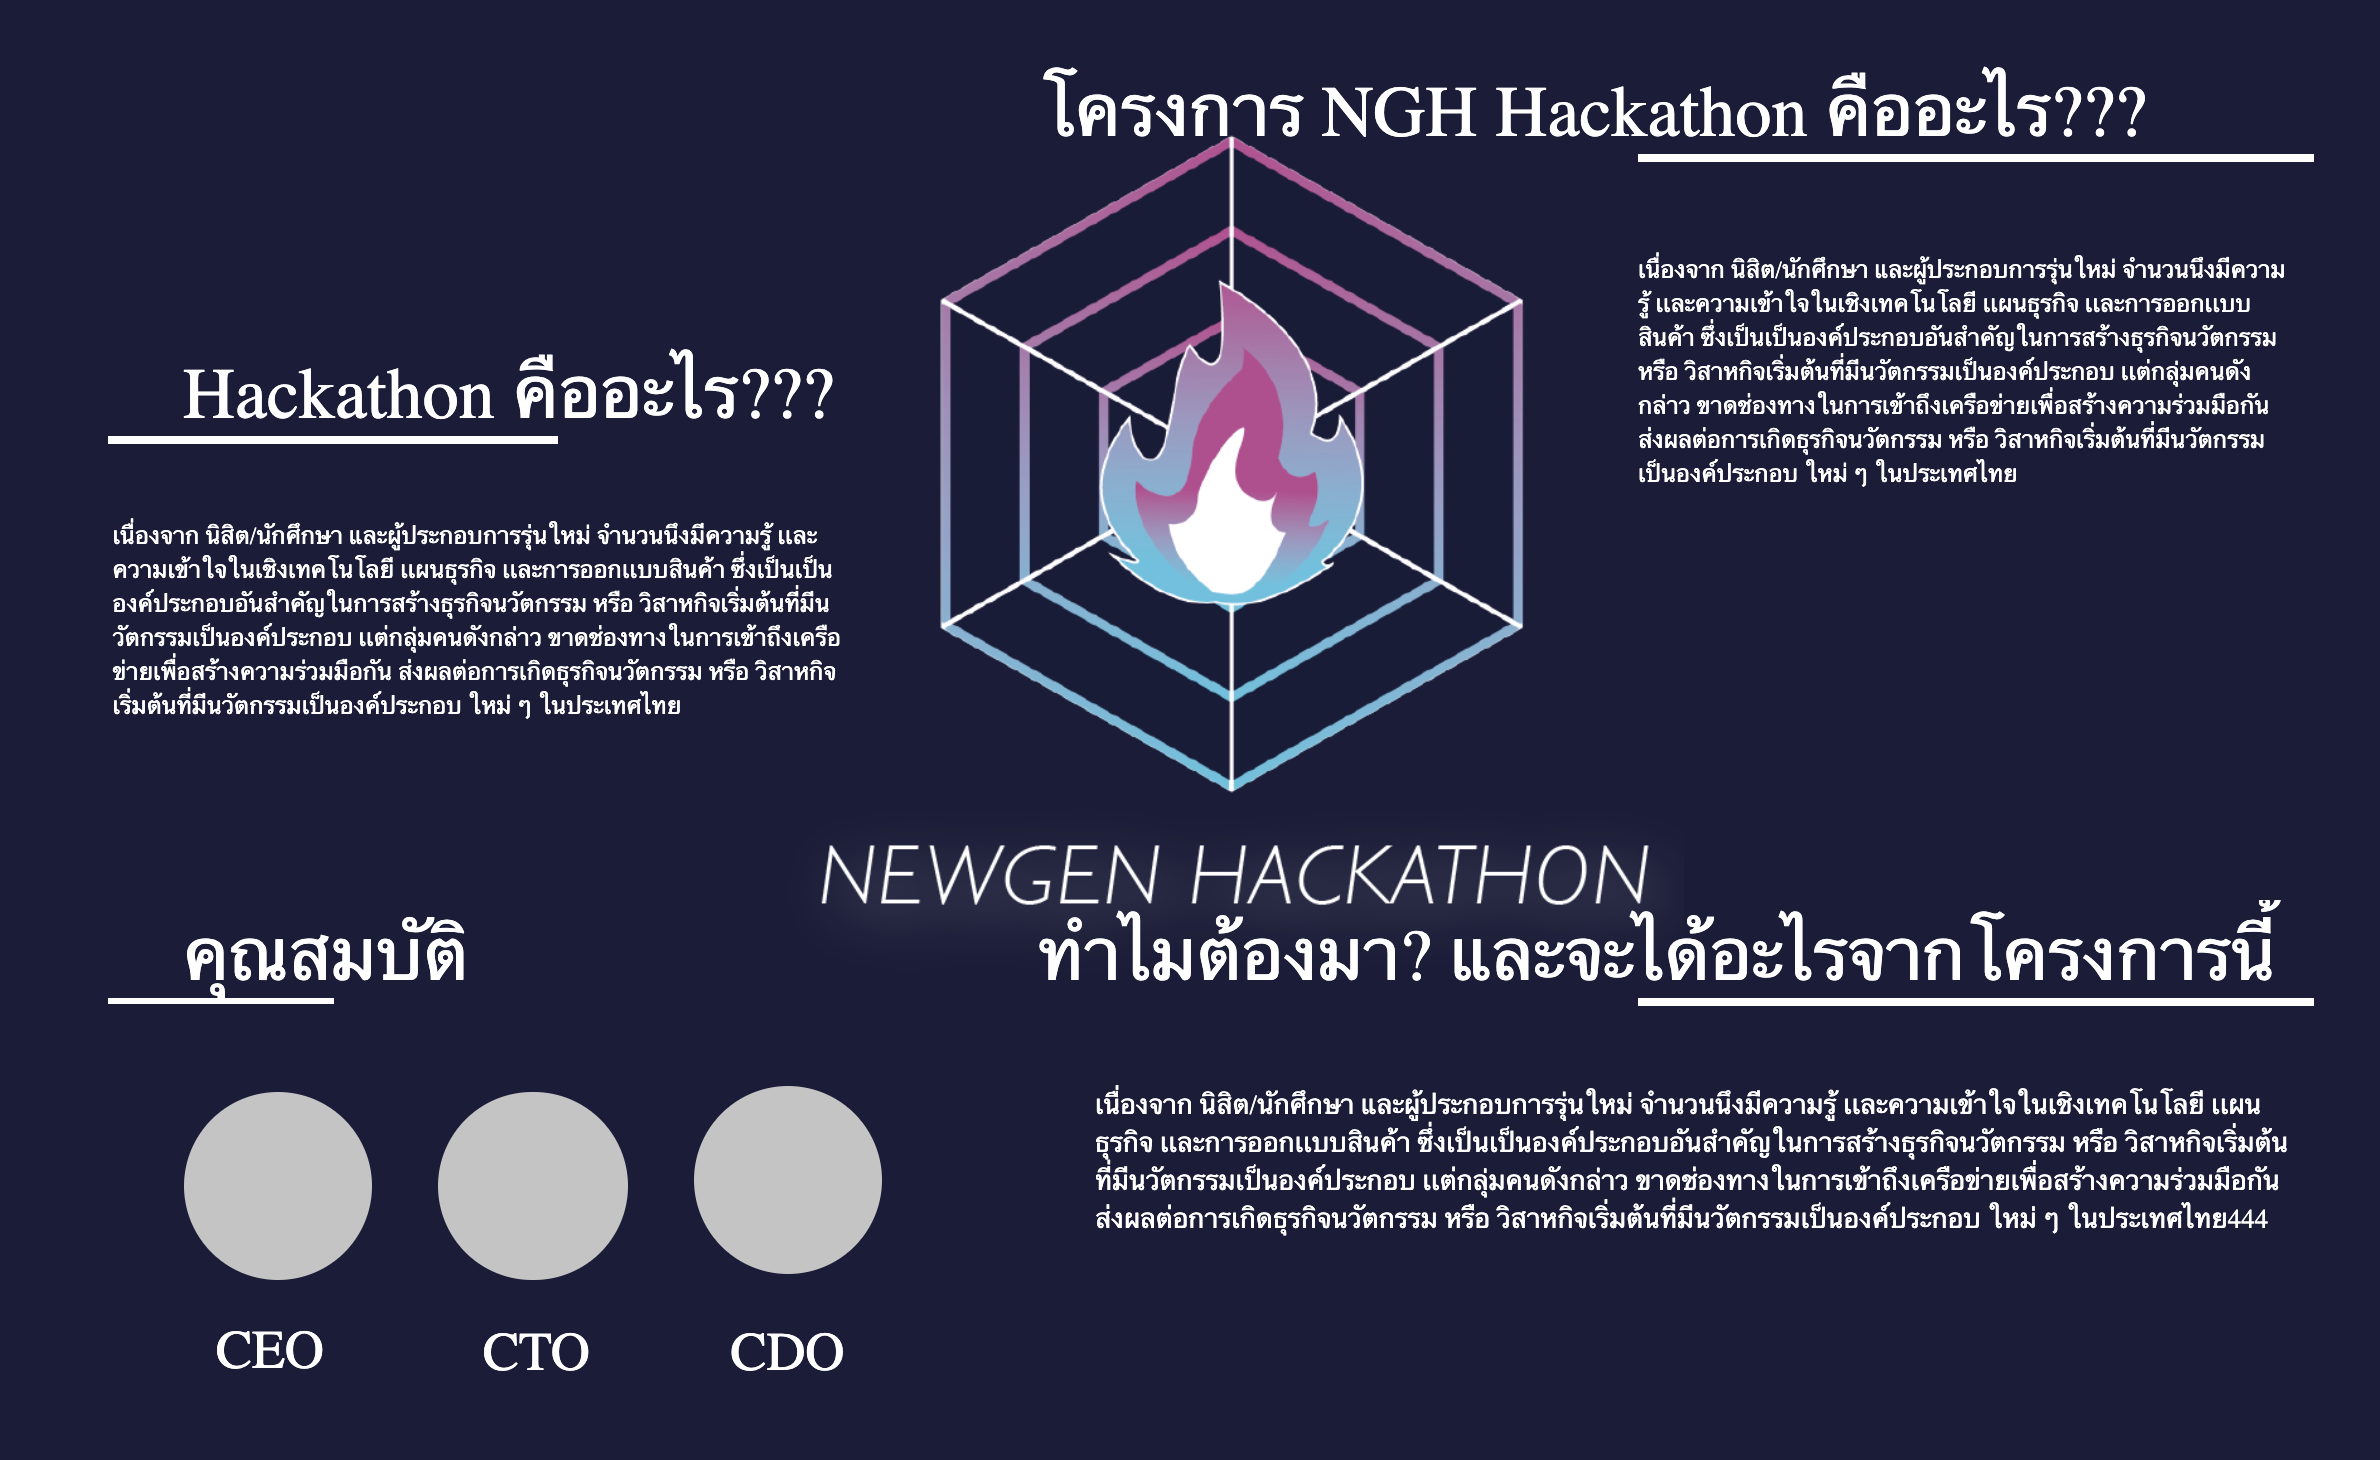 โครงการ NGH Hackathon คืออะไร???
เนื่องจาก นิสิต/นักศึกษา และผู้ประกอบการรุ่นใหม่ จำนวนนึงมีความ
รู้ และความเข้าใจในเชิงเทคโนโลยี แผนธุรกิจ และการออกแบบ
สินค้า ซึ่งเป็นเป็นองค์ประกอบอันสำคัญในการสร้างธุรกิจนวัตกรรม
หรือ วิสาหกิจเริ่มต้นที่มีนวัตกรรมเป็นองค์ประกอบ แต่กลุ่มคนดัง
กล่าว ขาดช่องทางในการเข้าถึงเครือข่ายเพื่อสร้างความร่วมมือกัน
ส่งผลต่อการเกิดธุรกิจนวัตกรรม หรือ วิสาหกิจเริ่มต้นที่มีนวัตกรรม
เป็นองค์ประกอบ ใหม่ ๆ ในประเทศไทย
Hackathon คืออะไร???
เนื่องจาก นิสิต/นักศึกษา และผู้ประกอบการรุ่นใหม่ จำนวนนึงมีความรู้ และ
ความเข้าใจในเชิงเทคโนโลยี แผนธุรกิจ และการออกแบบสินค้า ซึ่งเป็นเป็น
องค์ประกอบอันสำคัญในการสร้างธุรกิจนวัตกรรม หรือ วิสาหกิจเริ่มต้นที่มีน
วัตกรรมเป็นองค์ประกอบ แต่กลุ่มคนดังกล่าว ขาดช่องทางในการเข้าถึงเครือ
ข่ายเพื่อสร้างความร่วมมือกัน ส่งผลต่อการเกิดธุรกิจนวัตกรรม หรือ วิสาหกิจ
เริ่มต้นที่มีนวัตกรรมเป็นองค์ประกอบ ใหม่ ๆ ในประเทศไทย
NEWGEN HACKATHON
คุณสมบัติ
CEO
CTO
CDO
ทำไมต้องมา? และจะได้อะไรจากโครงการนี้
เนื่องจาก นิสิต/นักศึกษา และผู้ประกอบการรุ่นใหม่ จำนวนนึงมีความรู้ และความเข้าใจในเชิงเทคโนโลยี แผน
ธุรกิจ และการออกแบบสินค้า ซึ่งเป็นเป็นองค์ประกอบอันสำคัญในการสร้างธุรกิจนวัตกรรม หรือ วิสาหกิจเริ่มต้น
ที่มีนวัตกรรมเป็นองค์ประกอบ แต่กลุ่มคนดังกล่าว ขาดช่องทางในการเข้าถึงเครือข่ายเพื่อสร้างความร่วมมือกัน
ส่งผลต่อการเกิดธุรกิจนวัตกรรม หรือ วิสาหกิจเริ่มต้นที่มีนวัตกรรมเป็นองค์ประกอบ ใหม่ ๆ ในประเทศไทย444